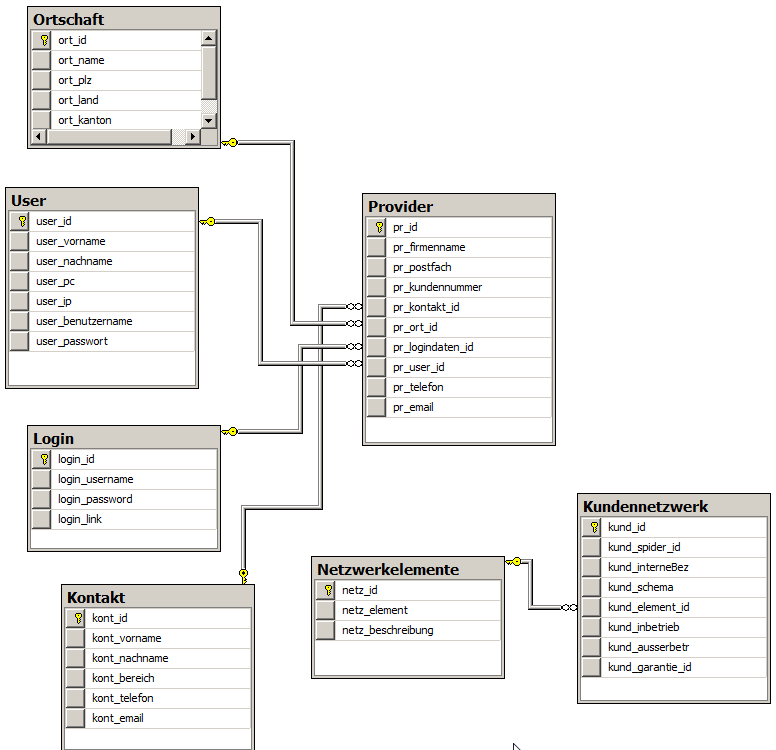 Ortschaft
ort_id
ort_name
ort_plz
ort_land
ort_kanton
User
user_id
user_vorname
user_nachname
user_pc
user_ip
user_benutzername
user_passwort
Provider
pr_id
pr_firmenname
pr_postfach
pr_kundennummer
pr_kontakt_id
pr_ort_id
pr_logindaten_id
pr_user_id
pr_telefon
pr_email
Login
login_id
login_username
login_password
login_link
Kontakt
kont_id
kont_vorname
kont_nachname
kont_bereich
kont_telefon
kont_email
Netzwerkelemente
netz_id
netz_element
netz_beschreibung
Kundennetzwerk
kund_id
kund_spider_id
kund_interneBez
kund_schema
kund_element_id
kund_inbetrieb
kund_ausserbetr
kund_garantie_id